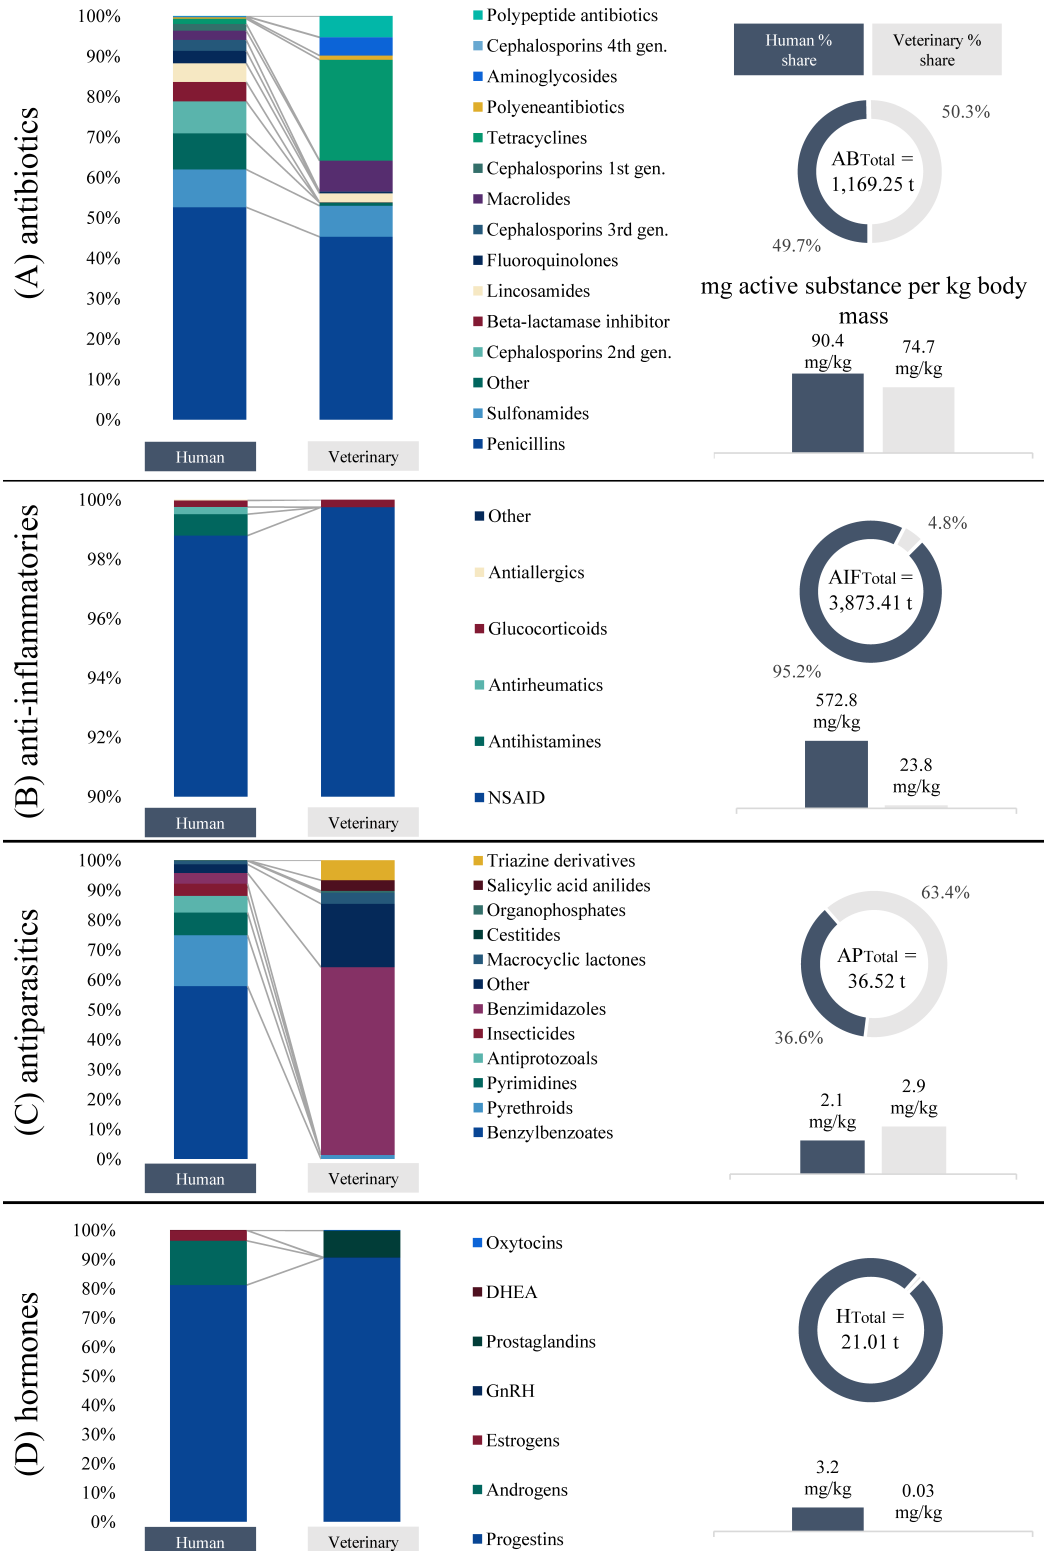 (A) antibiotics
100%
90%
80%
70%
60%
50%
40%
30%
20%
10%
0%
Human
Veterinary
Polypeptide antibiotics
Cephalosporins 4th gen.
Aminoglycosides
Polyeneantibiotics
Tetracyclines
Cephalosporins 1st gen.
Macrolides
Cephalosporins 3rd gen.
Fluoroquinolones
Lincosamides
Beta-lactamase inhibitor
Cephalosporins 2nd gen.
Other
Sulfonamides
Penicillins
Human %
share
Veterinary %
share
50.3%
ABTotal =
1,169.25 t
49.7%
mg active substance per kg body
mass
90.4
mg/kg
74.7
mg/kg
(B) anti-inflammatories
100%
98%
96%
94%
92%
90%
Human
Veterinary
Other
Antiallergics
Glucocorticoids
Antirheumatics
Antihistamines
NSAID
4.8%
AIFTotal =
3,873.41 t
95.2%
572.8
mg/kg
23.8
mg/kg
(C) antiparasitics
100%
90%
80%
70%
60%
50%
40%
30%
20%
10%
0%
Human
Veterinary
Triazine derivatives
Salicylic acid anilides
Organophosphates
Cestitides
Macrocyclic lactones
Other
Benzimidazoles
Insecticides
Antiprotozoals
Pyrimidines
Pyrethroids
Benzylbenzoates
63.4%
APTotal =
36.52 t
36.6%
2.1
mg/kg
2.9
mg/kg
(D) hormones
100%
90%
80%
70%
60%
50%
40%
30%
20%
10%
0%
Human
Veterinary
Oxytocins
DHEA
Prostaglandins
GnRH
Estrogens
Androgens
Progestins
HTotal =
21.01 t
3.2
mg/kg
0.03
mg/kg